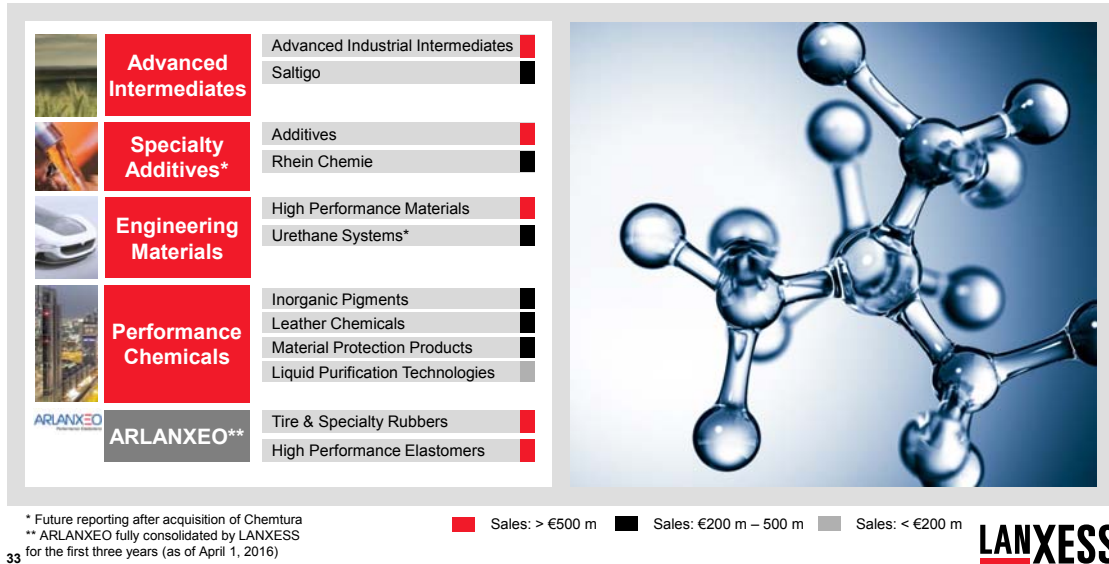 Advanced
Intermediates
Advanced Industrial Intermediates
Saltigo
Specialty
Additives*
Additives
Rhein Chemie
Engineering
Materials
High Performance Materials
Urethane Systems*
Performance
Chemicals
Inorganic Pigments
Leather Chemicals
Material Protection Products
Liquid Purification Technologies
ARLANXEO
Performance Elastomers
ARLANXEO**
Tire & Specialty Rubbers
High Performance Elastomers
* Future reporting after acquisition of Chemtura
** ARLANXEO fully consolidated by LANXESS
for the first three years (as of April 1, 2016)
33
Sales: > €500 m
Sales: €200 m – 500 m
Sales: < €200 m
LANXESS